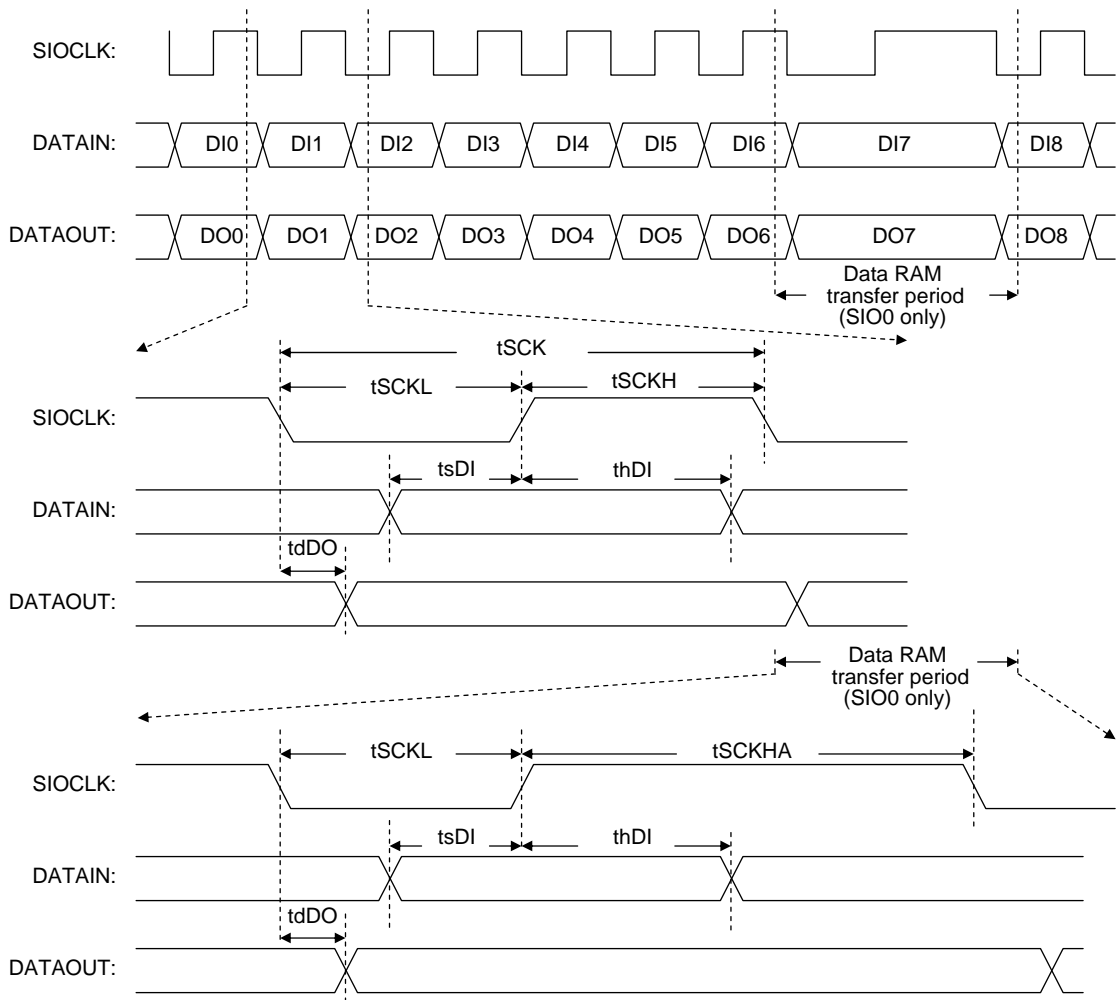 SIOCLK:
DATAIN: DI0 DI1 DI2 DI3 DI4 DI5 DI6 DI7 DI8
DATAOUT: DO0 DO1 DO2 DO3 DO4 DO5 DO6 DO7 DO8
Data RAM
transfer period
(SIO0 only)
tSCK
tSCKL tSCKH
SIOCLK:
tsDI thDI
DATAIN:
tdDO
DATAOUT:
Data RAM
transfer period
(SIO0 only)
tSCKL tSCKHA
SIOCLK:
tsDI thDI
DATAIN:
tdDO
DATAOUT: